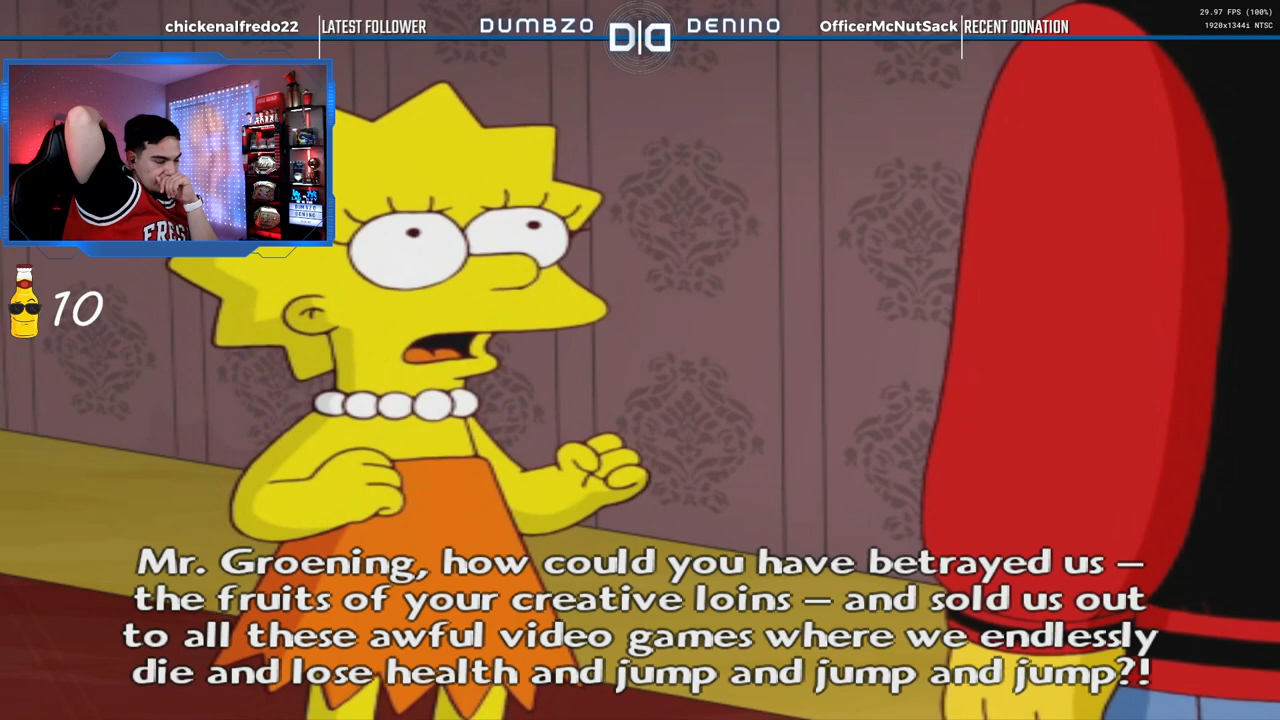 chickenalfredo22 LATEST FOLLOWER DUMBZO D|D DENINO OfficerMcNutSack RECENT DONATION
29.97 FPS (100%)
1920x1344i NTSC
10
Mr. Groening, how could you have betrayed us –
the fruits of your creative loins – and sold us out
to all these awful video games where we endlessly
die and lose health and jump and jump and jump?!